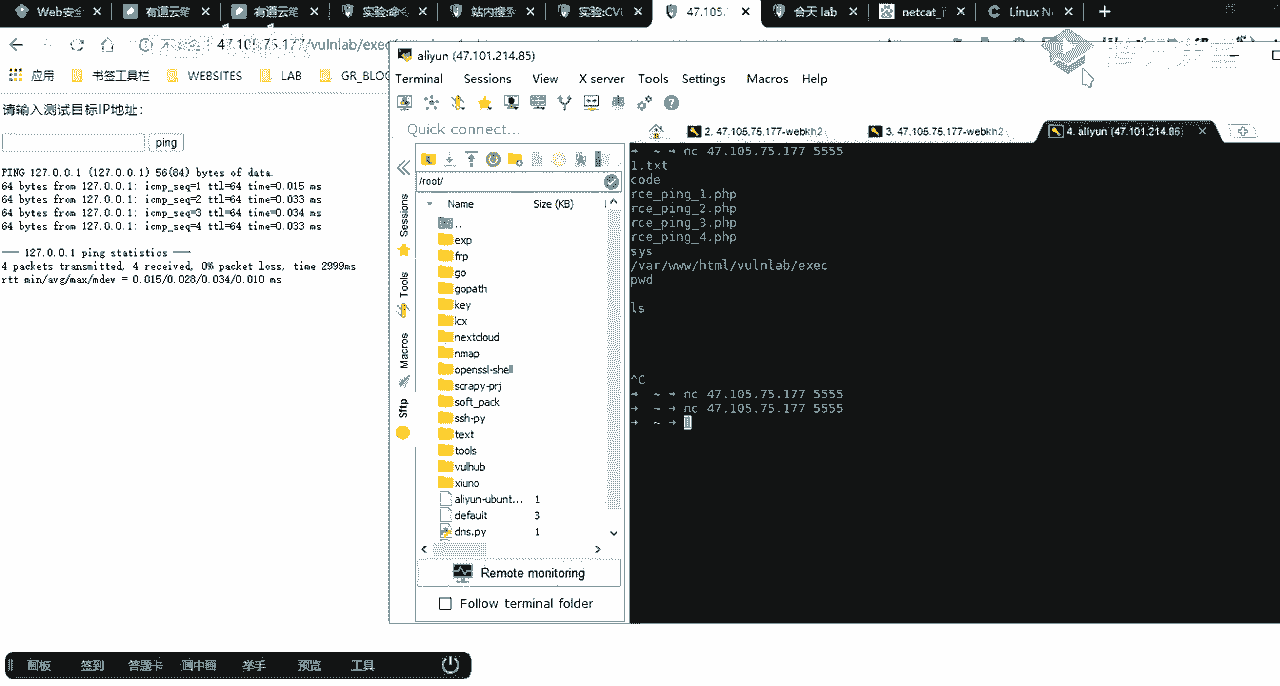 Web安全
有道云笔
有道云笔
实验:命令
站内搜索
实验:CVE
47.105.
合天 lab
netcat_
Linux N
47.105.75.177/vulnlab/exec
应用
书签工具栏
WEBSITES
LAB
GR_BLOG
请输入测试目标IP地址:
ping
PING 127.0.0.1 (127.0.0.1) 56(84) bytes of data.
64 bytes from 127.0.0.1: icmp_seq=1 ttl=64 time=0.015 ms
64 bytes from 127.0.0.1: icmp_seq=2 ttl=64 time=0.033 ms
64 bytes from 127.0.0.1: icmp_seq=3 ttl=64 time=0.034 ms
64 bytes from 127.0.0.1: icmp_seq=4 ttl=64 time=0.033 ms
--- 127.0.0.1 ping statistics ---
4 packets transmitted, 4 received, 0% packet loss, time 2999ms
rtt min/avg/max/mdev = 0.015/0.028/0.034/0.010 ms
aliyun (47.101.214.85)
Terminal Sessions View X server Tools Settings Macros Help
Quick connect...
2. 47.105.75.177-webkh2
3. 47.105.75.177-webkh2
4. aliyun (47.101.214.85
Sessions
Tools
Macros
Sftp
/root/
Name Size (KB)
..
exp
frp
go
gopath
key
lcx
nextcloud
nmap
openssl-shell
scrapy-prj
soft_pack
ssh-py
text
tools
vulhub
xiuno
aliyun-ubunt... 1
default 3
dns.py 1
Remote monitoring
Follow terminal folder
➜ ~ → nc 47.105.75.177 5555
1.txt
code
rce_ping_1.php
rce_ping_2.php
rce_ping_3.php
rce_ping_4.php
sys
/var/www/html/vulnlab/exec
pwd
ls
^C
➜ ~ → nc 47.105.75.177 5555
➜ ~ → nc 47.105.75.177 5555
➜ ~ →
画板 签到 答题卡 画中画 举手 预览 工具